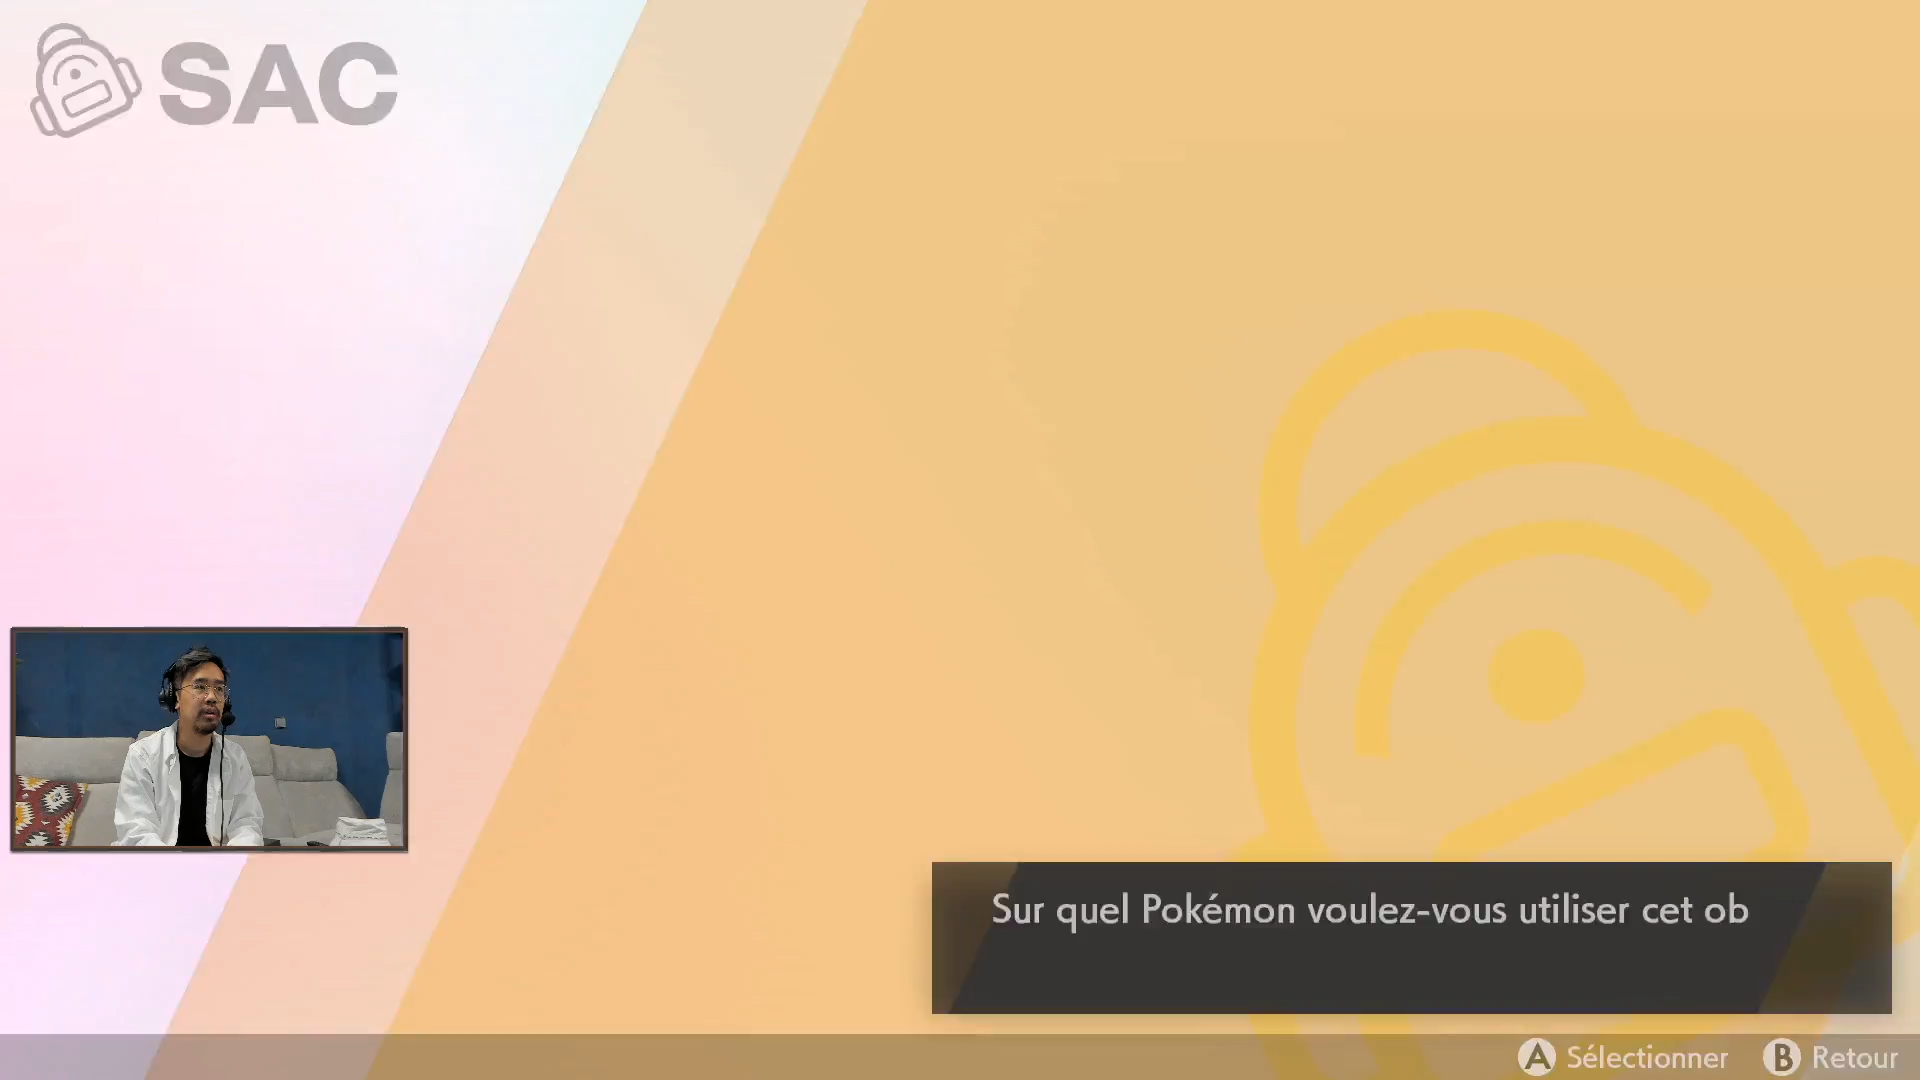 SAC
Sur quel Pokémon voulez-vous utiliser cet ob
A Sélectionner B Retour